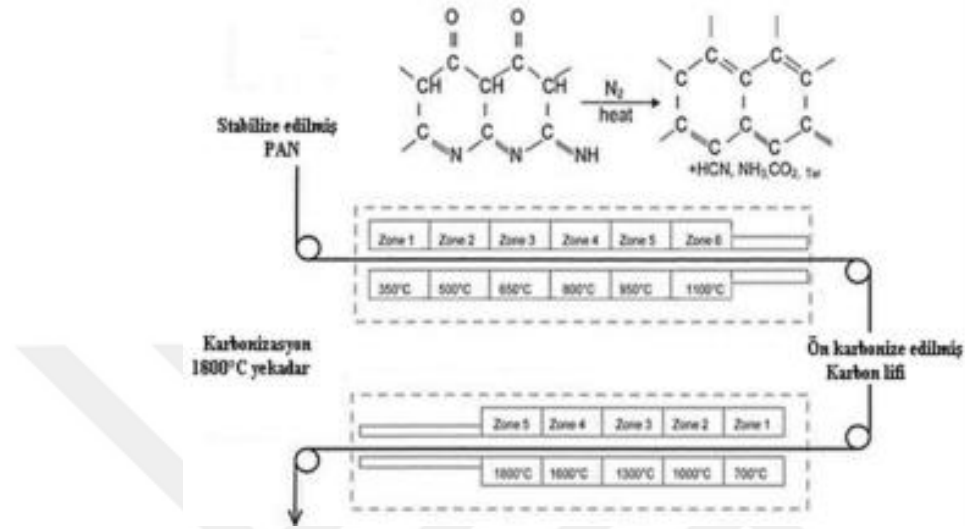 O O
C C
CH CH CH
C C C
N N NH
N₂
heat
C C
C C C
C C C
C C
+HCN, NH₃,CO₂, Tar
Stabilize edilmiş
PAN
Zone 1 Zone 2 Zone 3 Zone 4 Zone 5 Zone 6
350°C 500°C 650°C 800°C 950°C 1100°C
Karbonizasyon
1800°C yekadar
Ön karbonize edilmiş
Karbon lifi
Zone 5 Zone 4 Zone 3 Zone 2 Zone 1
1800°C 1600°C 1300°C 1000°C 700°C